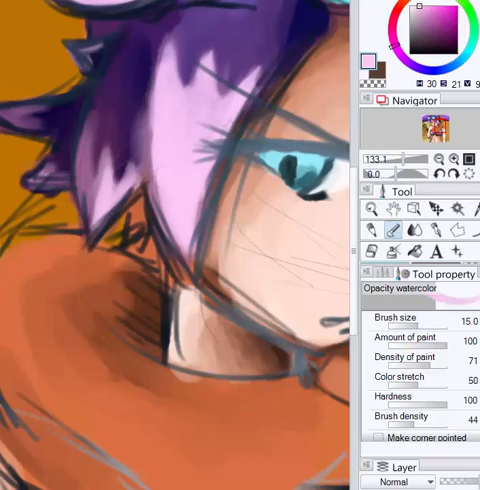 H 30 S 21 V 9
Navigator
133.1
0.0
Tool
A
Tool property
Opacity watercolor
Brush size 15.0
Amount of paint 100
Density of paint 71
Color stretch 50
Hardness 100
Brush density 44
Make corner pointed
Layer
Normal